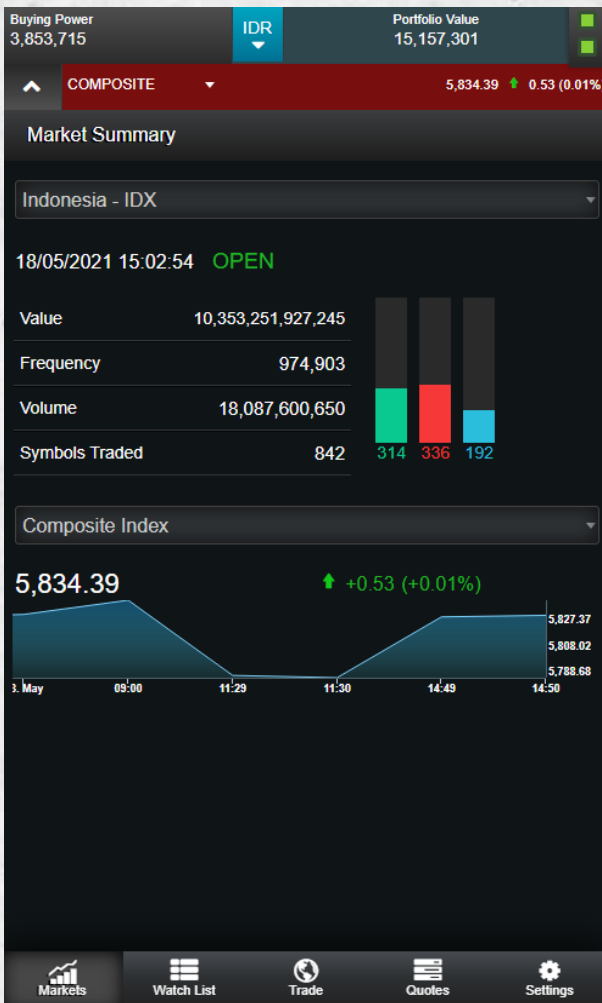 Buying Power
3,853,715
IDR
Portfolio Value
15,157,301
COMPOSITE 5,834.39 0.53 (0.01%
Market Summary
Indonesia - IDX
18/05/2021 15:02:54 OPEN
Value 10,353,251,927,245
Frequency 974,903
Volume 18,087,600,650
Symbols Traded 842
314 336 192
Composite Index
5,834.39 +0.53 (+0.01%)
5,827.37
5,808.02
5,788.68
8. May 09:00 11:29 11:30 14:49 14:50
Markets Watch List Trade Quotes Settings